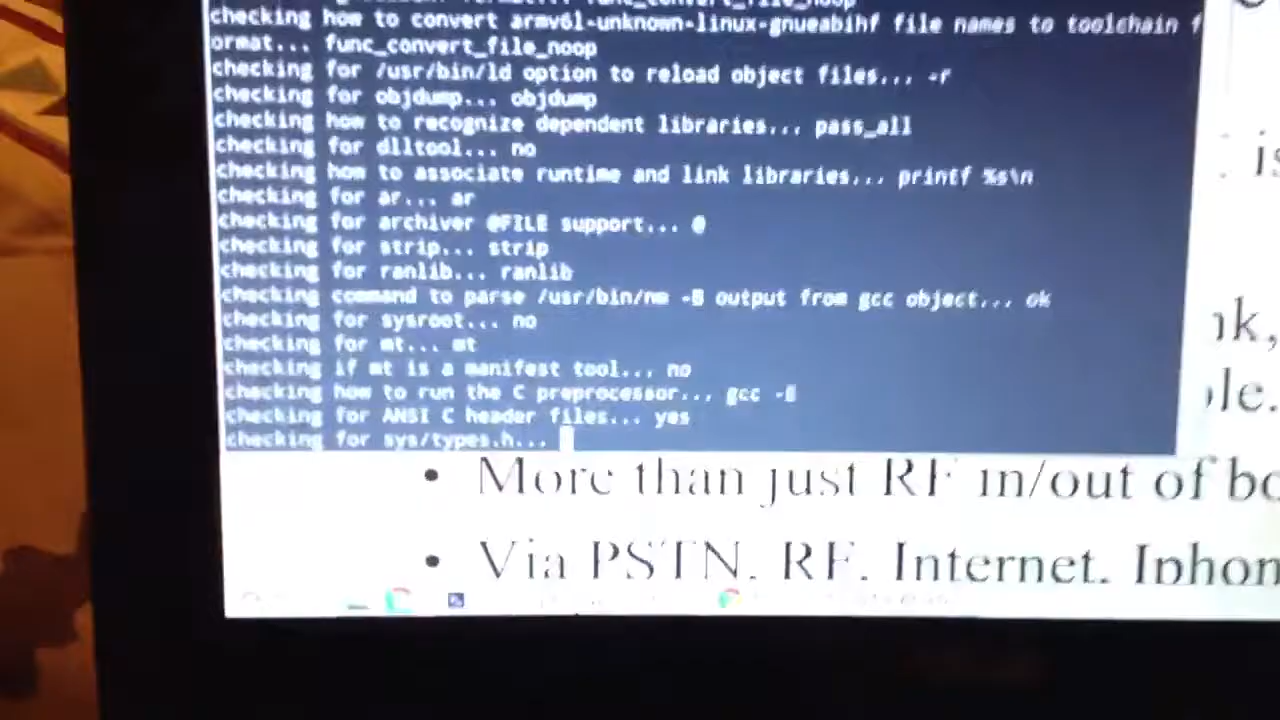 func_convert_file_noop
checking how to convert armv6l-unknown-linux-gnueabihf file names to toolchain f
ormat... func_convert_file_noop
checking for /usr/bin/ld option to reload object files... -r
checking for objdump... objdump
checking how to recognize dependent libraries... pass_all
checking for dlltool... no
checking how to associate runtime and link libraries... printf %s\n
checking for ar... ar
checking for archiver @FILE support... @
checking for strip... strip
checking for ranlib... ranlib
checking command to parse /usr/bin/nm -B output from gcc object... ok
checking for sysroot... no
checking for mt... mt
checking if mt is a manifest tool... no
checking how to run the C preprocessor... gcc -E
checking for ANSI C header files... yes
checking for sys/types.h...
is
nk,
ole.
• More than just RF in/out of bo
• Via PSTN, RF, Internet, Iphon